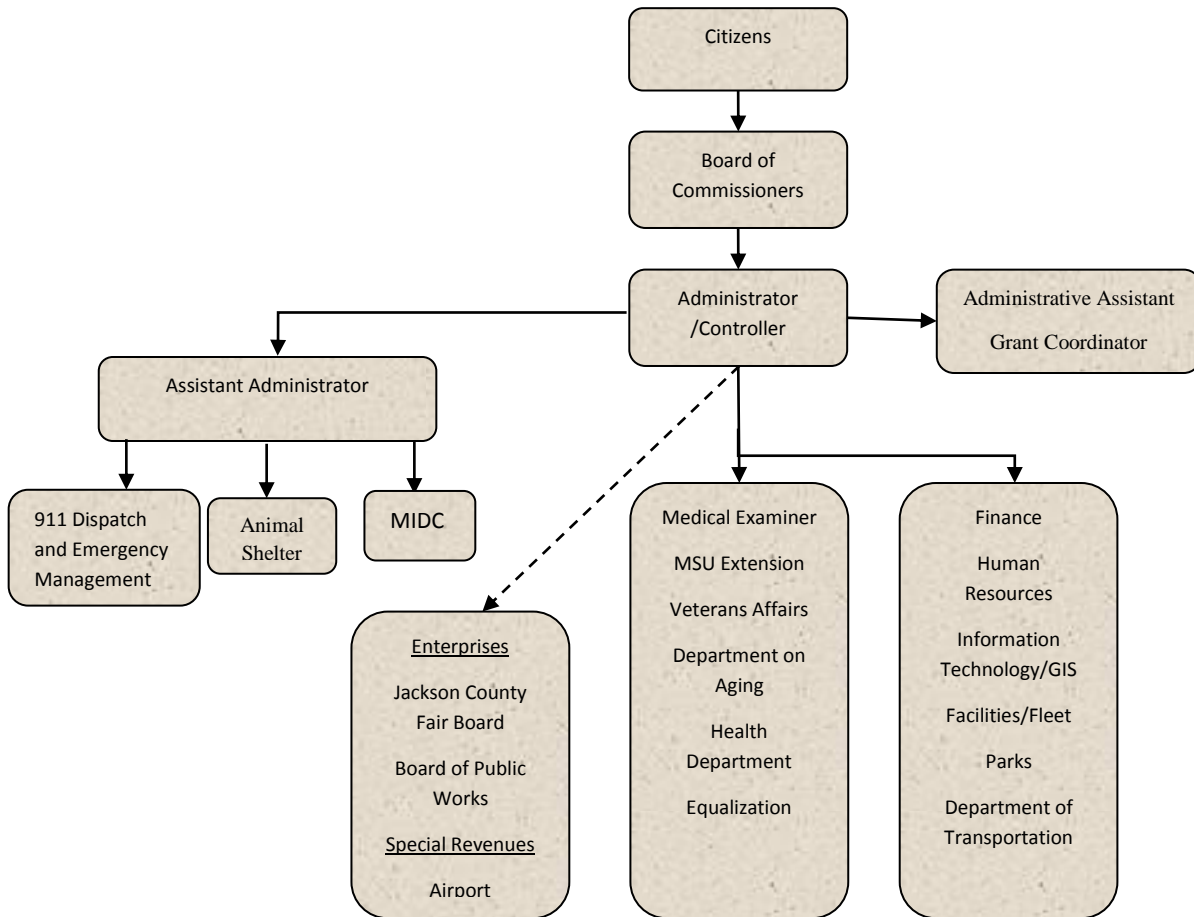 Citizens
Board of
Commissioners
Administrator
/Controller
Administrative Assistant
Grant Coordinator
Assistant Administrator
911 Dispatch
and Emergency
Management
Animal
Shelter
MIDC
Enterprises
Jackson County
Fair Board
Board of Public
Works
Special Revenues
Airport
Medical Examiner
MSU Extension
Veterans Affairs
Department on
Aging
Health
Department
Equalization
Finance
Human
Resources
Information
Technology/GIS
Facilities/Fleet
Parks
Department of
Transportation